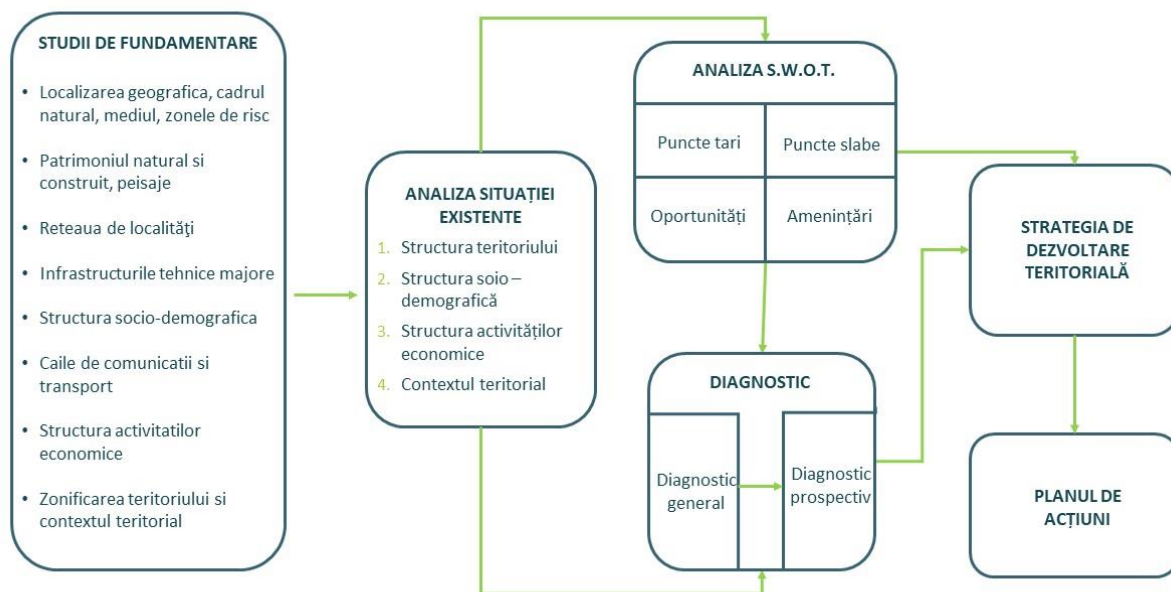 STUDII DE FUNDAMENTARE
• Localizarea geografica, cadrul
natural, mediul, zonele de risc
• Patrimoniul natural si
construit, peisaje
• Reteaua de localități
• Infrastructurile tehnice majore
• Structura socio-demografica
• Caile de comunicatii si
transport
• Structura activitatilor
economice
• Zonificarea teritoriului si
contextul teritorial
ANALIZA SITUAȚIEI
EXISTENTE
1. Structura teritoriului
2. Structura soio –
demografică
3. Structura activităților
economice
4. Contextul teritorial
ANALIZA S.W.O.T.
Puncte tari
Puncte slabe
Oportunități
Amenințări
DIAGNOSTIC
Diagnostic
general
Diagnostic
prospectiv
STRATEGIA DE
DEZVOLTARE
TERITORIALĂ
PLANUL DE
ACȚIUNI